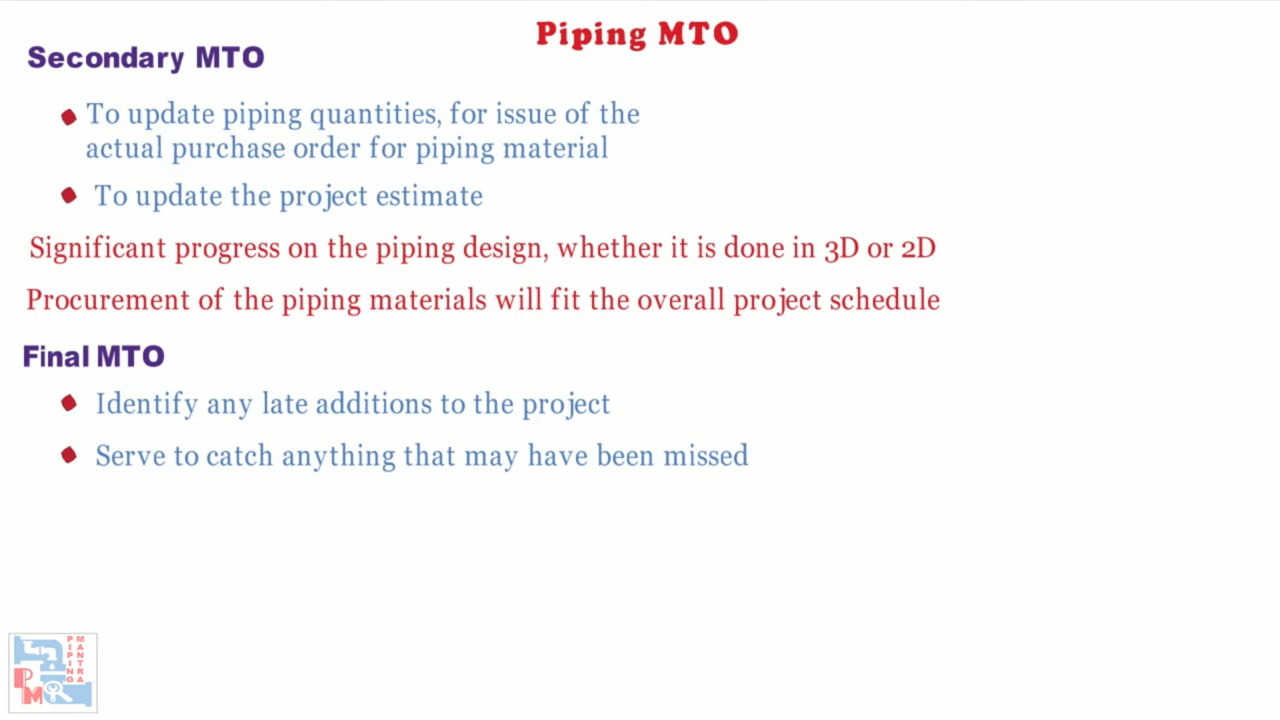 Piping MTO
Secondary MTO
To update piping quantities, for issue of the
actual purchase order for piping material
To update the project estimate
Significant progress on the piping design, whether it is done in 3D or 2D
Procurement of the piping materials will fit the overall project schedule
Final MTO
Identify any late additions to the project
Serve to catch anything that may have been missed
PIPING
MANTRA
PM